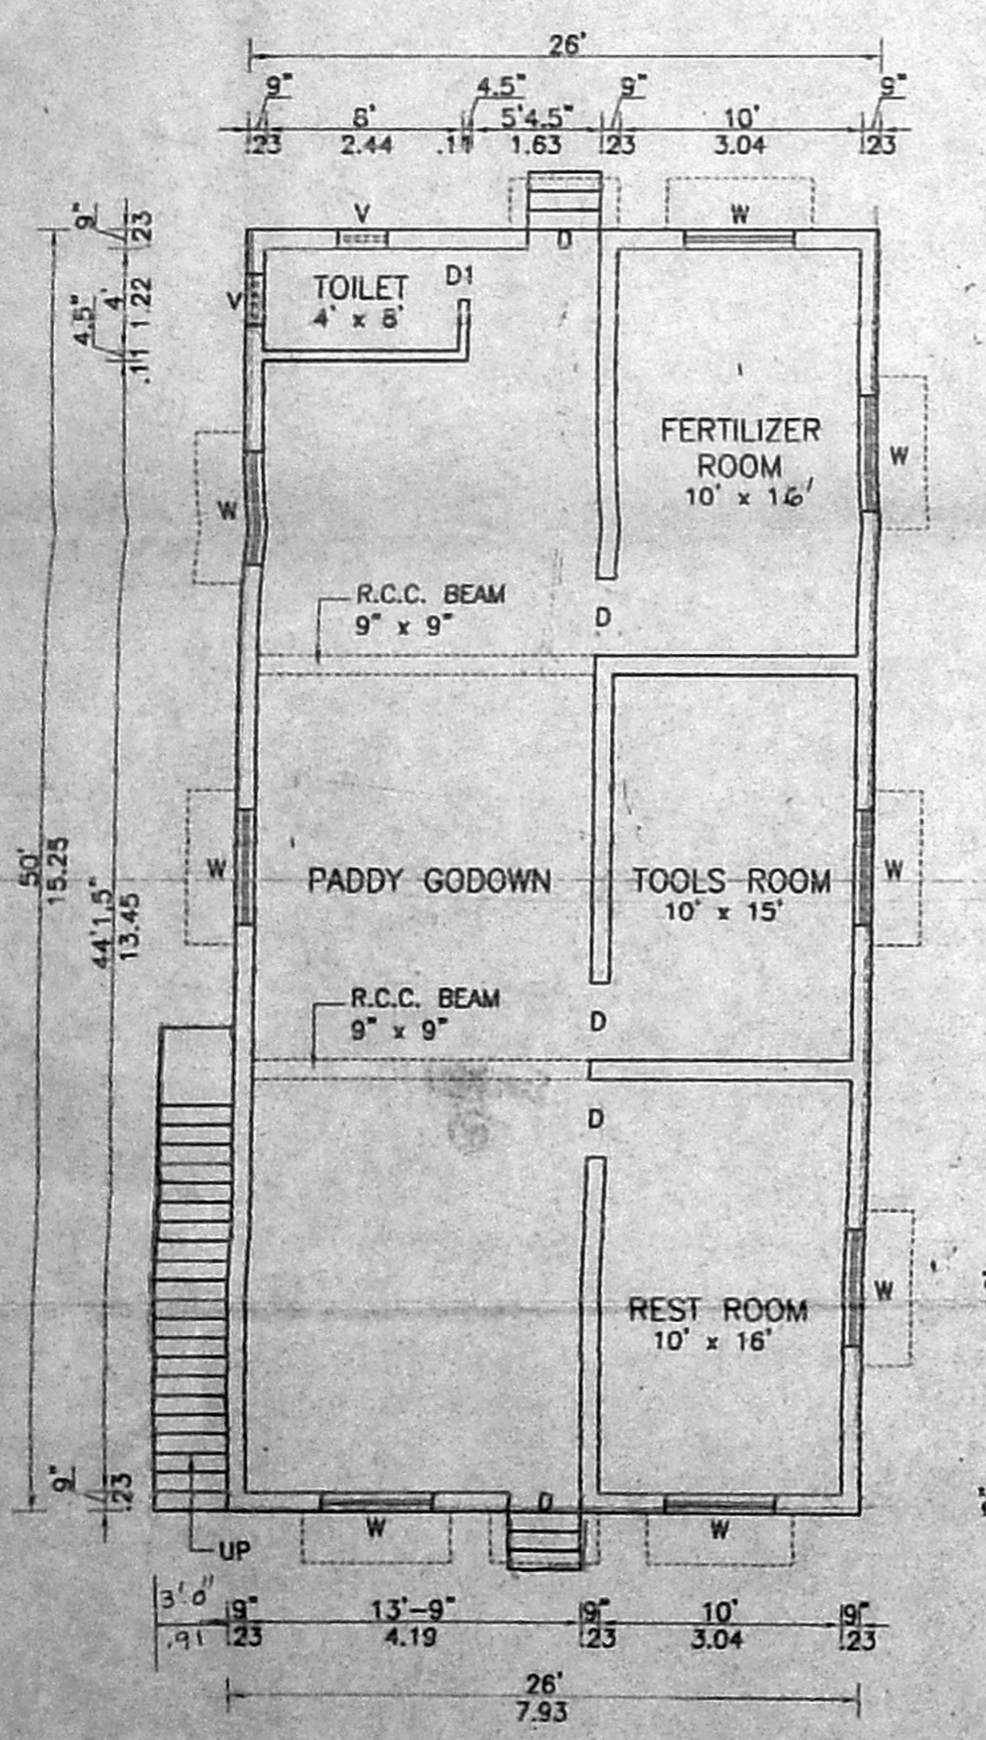 26'
9" 8' 4.5" 5'4.5" 9" 10' 9"
.23 2.44 .11 1.63 .23 3.04 .23
9"
.23
4'
1.22
4.5"
.11
V
D
W
V
TOILET
4' x 8'
D1
FERTILIZER
ROOM
10' x 16'
W
W
R.C.C. BEAM
9" x 9"
D
50'
15.25
44'1.5"
13.45
W
PADDY GODOWN
TOOLS ROOM
10' x 15'
W
R.C.C. BEAM
9" x 9"
D
D
REST ROOM
10' x 16'
W
9"
.23
UP
W
D
W
3'0" 9" 13'-9" 9" 10' 9"
.91 .23 4.19 .23 3.04 .23
26'
7.93